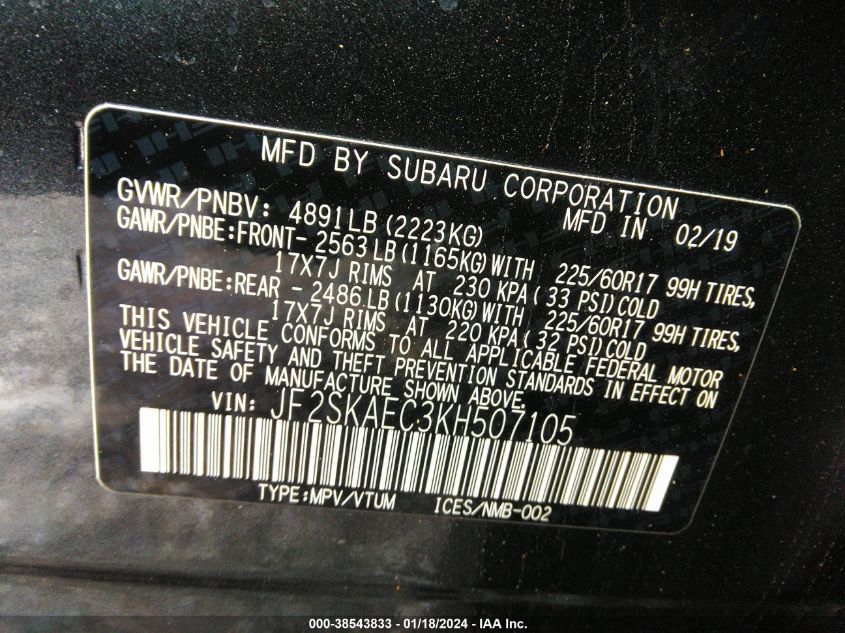 MFD BY SUBARU CORPORATION
GVWR/PNBV: 4891LB (2223KG) MFD IN 02/19
GAWR/PNBE:FRONT- 2563LB(1165KG)WITH 225/60R17 99H TIRES,
17X7J RIMS AT 230 KPA( 33 PSI)COLD
GAWR/PNBE:REAR - 2486LB(1130KG)WITH 225/60R17 99H TIRES,
17X7J RIMS AT 220 KPA( 32 PSI)COLD
THIS VEHICLE CONFORMS TO ALL APPLICABLE FEDERAL MOTOR
VEHICLE SAFETY AND THEFT PREVENTION STANDARDS IN EFFECT ON
THE DATE OF MANUFACTURE SHOWN ABOVE.
VIN: JF2SKAEC3KH507105
TYPE:MPV/VTUM ICES/NMB-002
000-38543833 - 01/18/2024 - IAA Inc.